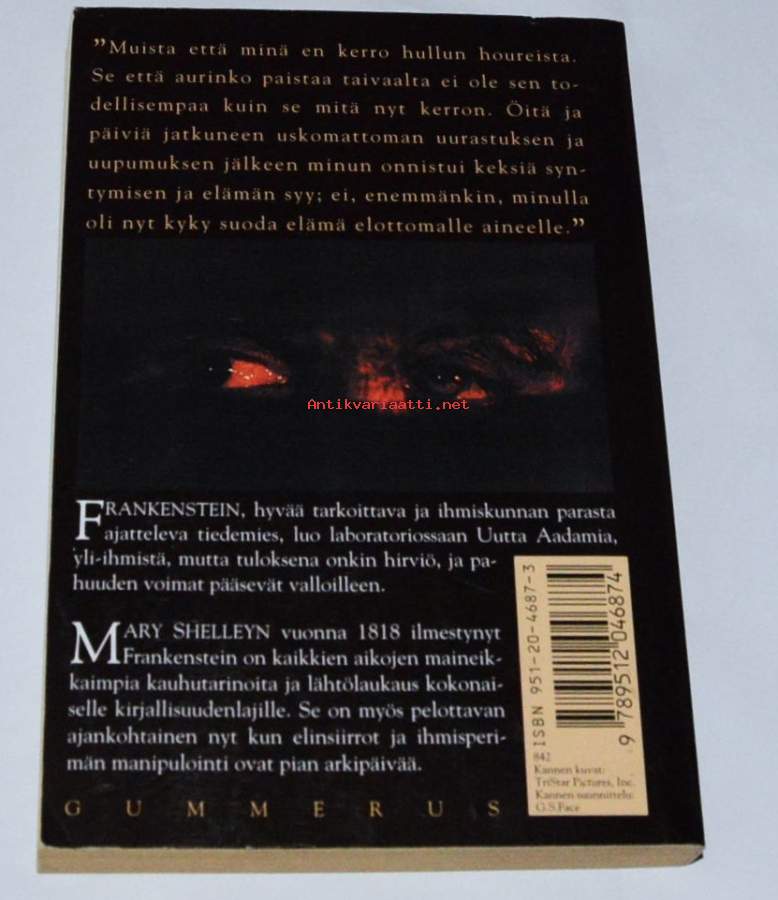 ”Muista että minä en kerro hullun houreista.
Se että aurinko paistaa taivaalta ei ole sen to-
dellisempaa kuin se mitä nyt kerron. Öitä ja
päiviä jatkuneen uskomattoman uurastuksen ja
uupumuksen jälkeen minun onnistui keksiä syn-
tymisen ja elämän syy; ei, enemmänkin, minulla
oli nyt kyky suoda elämä elottomalle aineelle.”
Antikvariaatti.net
FRANKENSTEIN, hyvää tarkoittava ja ihmiskunnan parasta
ajatteleva tiedemies, luo laboratoriossaan Uutta Aadamia,
yli-ihmistä, mutta tuloksena onkin hirviö, ja pa-
huuden voimat pääsevät valloilleen.
MARY SHELLEYN vuonna 1818 ilmestynyt
Frankenstein on kaikkien aikojen maineik-
kaimpia kauhutarinoita ja lähtölaukaus kokonai-
selle kirjallisuudenlajille. Se on myös pelottavan
ajankohtainen nyt kun elinsiirrot ja ihmisperi-
män manipulointi ovat pian arkipäivää.
GUMMERUS
ISBN 951-20-4687-3
9 789512 046874
842
Kannen kuvat:
TriStar Pictures, Inc.
Kannen suunnittelu:
G.S.Face